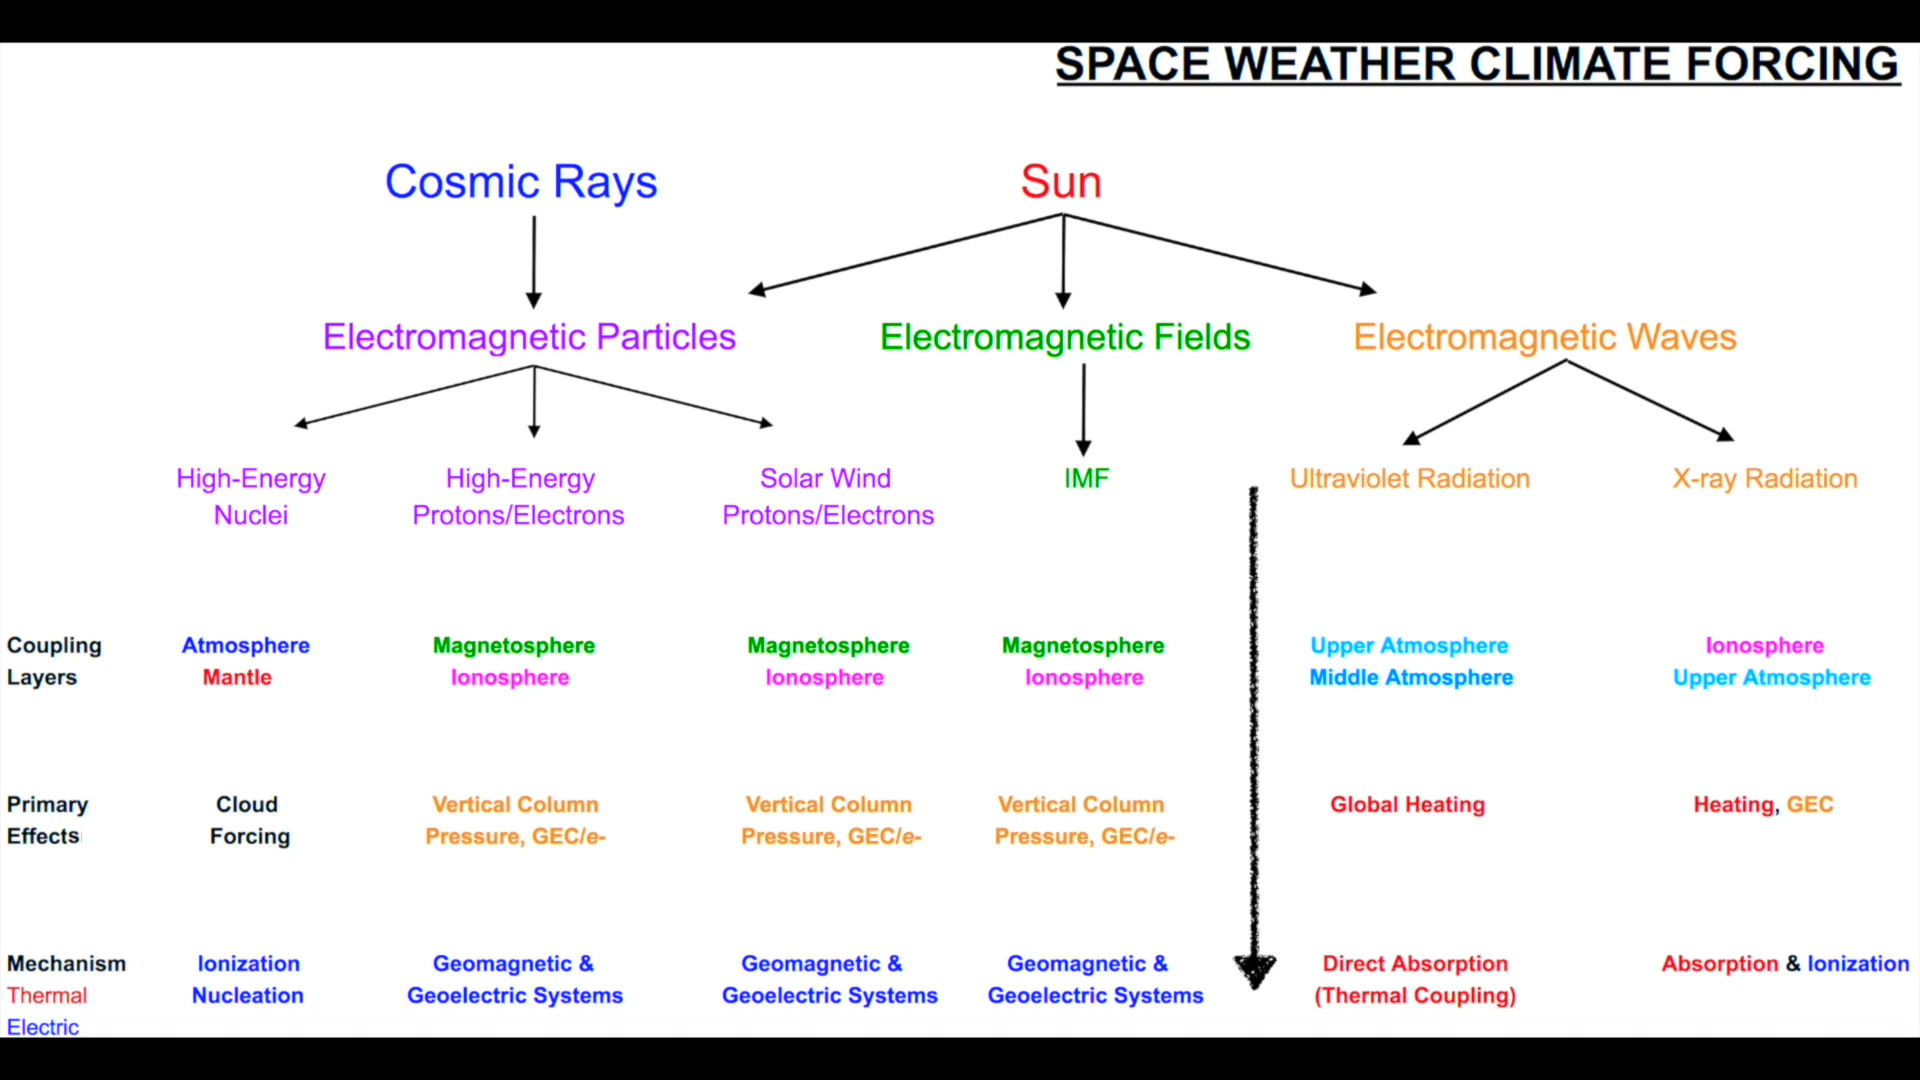 SPACE WEATHER CLIMATE FORCING
Cosmic Rays
Sun
Electromagnetic Particles
Electromagnetic Fields
Electromagnetic Waves
High-Energy
Nuclei
High-Energy
Protons/Electrons
Solar Wind
Protons/Electrons
IMF
Ultraviolet Radiation
X-ray Radiation
Coupling
Layers
Atmosphere
Mantle
Magnetosphere
Ionosphere
Magnetosphere
Ionosphere
Magnetosphere
Ionosphere
Upper Atmosphere
Middle Atmosphere
Ionosphere
Upper Atmosphere
Primary
Effects
Cloud
Forcing
Vertical Column
Pressure, GEC/e-
Vertical Column
Pressure, GEC/e-
Vertical Column
Pressure, GEC/e-
Global Heating
Heating, GEC
Mechanism
Thermal
Electric
Ionization
Nucleation
Geomagnetic &
Geoelectric Systems
Geomagnetic &
Geoelectric Systems
Geomagnetic &
Geoelectric Systems
Direct Absorption
(Thermal Coupling)
Absorption & Ionization